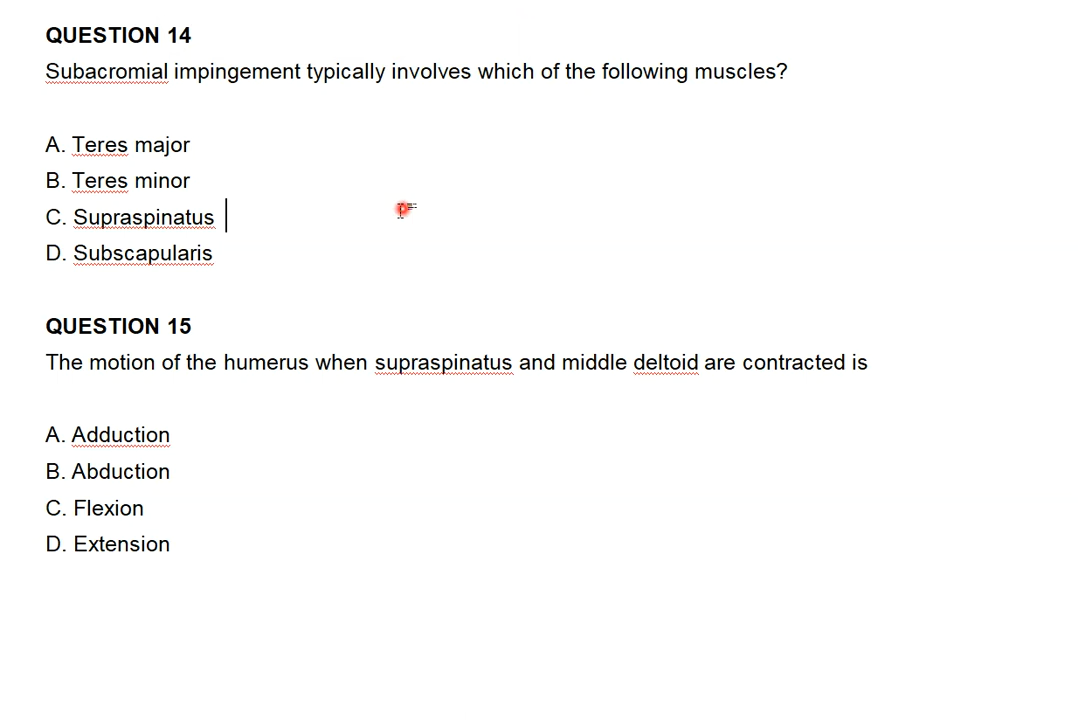 QUESTION 14
Subacromial impingement typically involves which of the following muscles?
A. Teres major
B. Teres minor
C. Supraspinatus
D. Subscapularis
QUESTION 15
The motion of the humerus when supraspinatus and middle deltoid are contracted is
A. Adduction
B. Abduction
C. Flexion
D. Extension